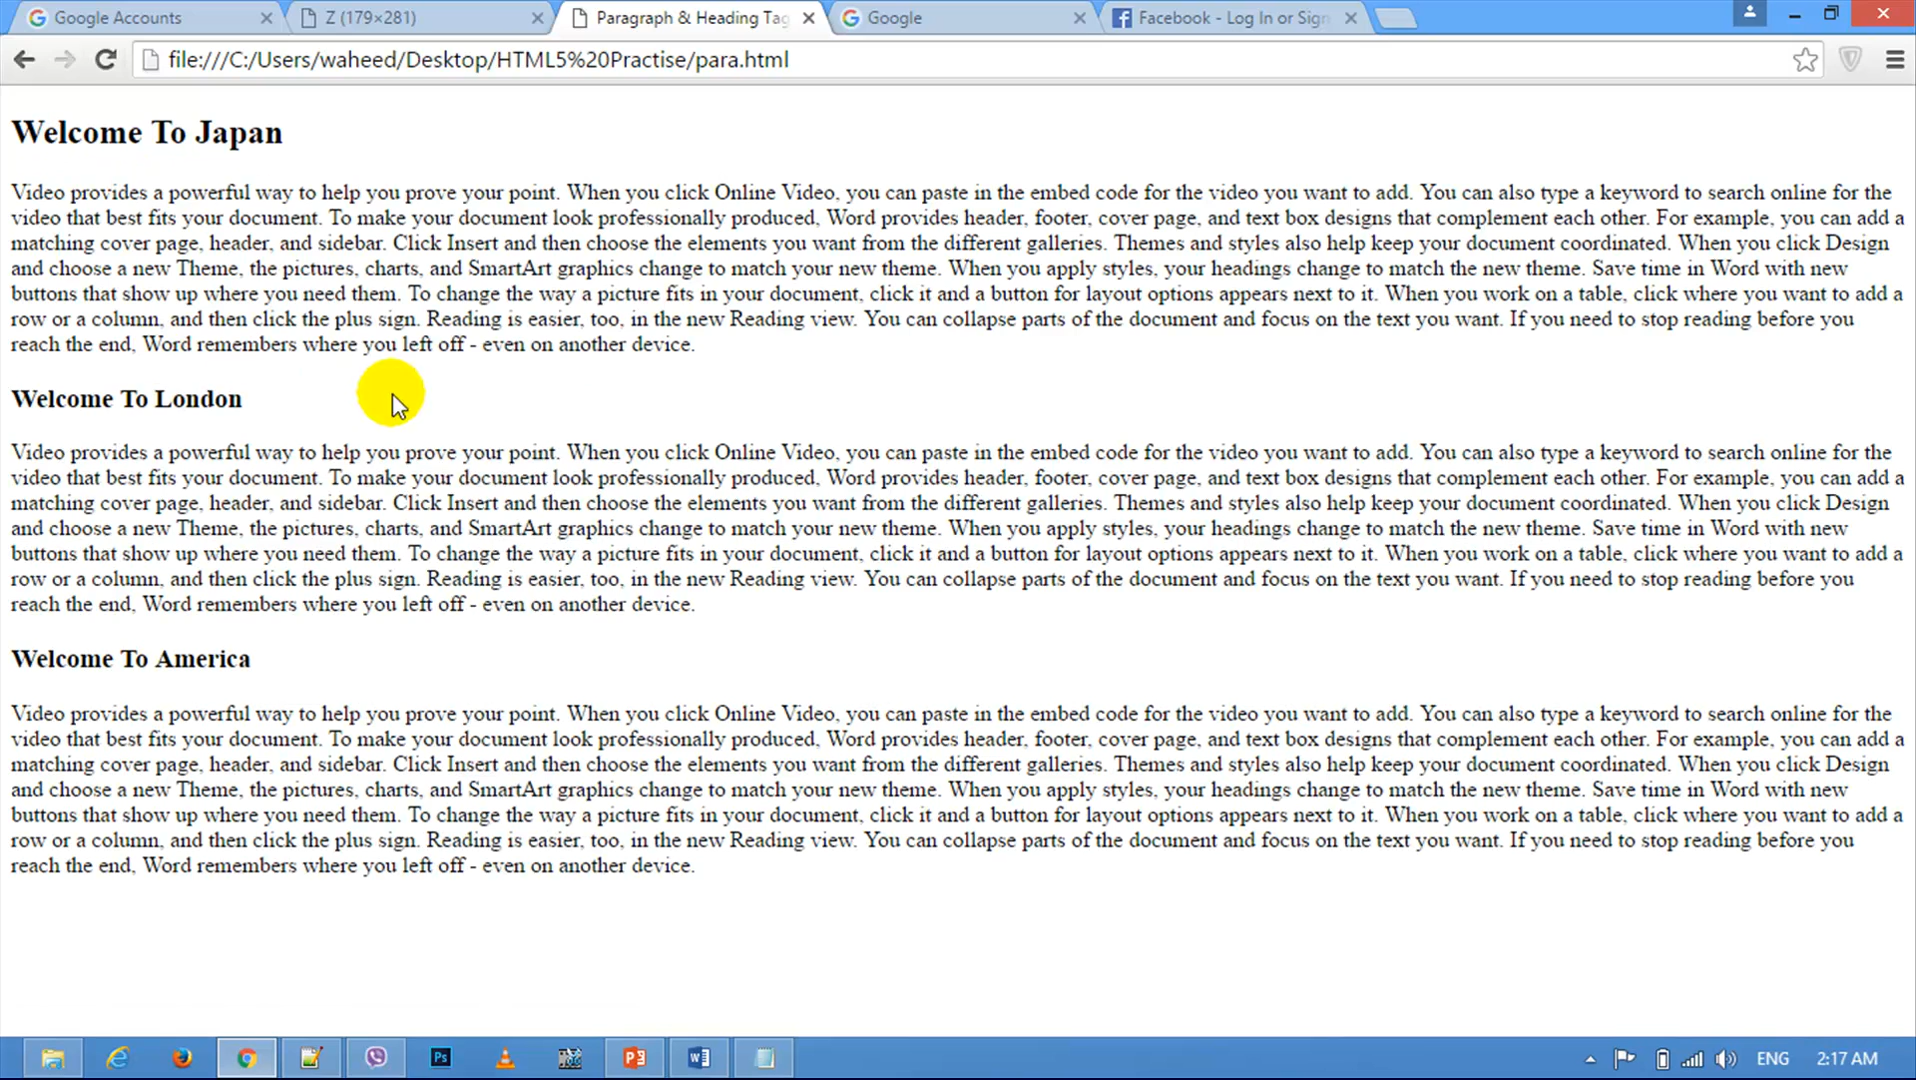 Google Accounts
Z (179×281)
Paragraph & Heading Tag
Google
Facebook - Log In or Sign
file:///C:/Users/waheed/Desktop/HTML5%20Practise/para.html
Welcome To Japan
Video provides a powerful way to help you prove your point. When you click Online Video, you can paste in the embed code for the video you want to add. You can also type a keyword to search online for the
video that best fits your document. To make your document look professionally produced, Word provides header, footer, cover page, and text box designs that complement each other. For example, you can add a
matching cover page, header, and sidebar. Click Insert and then choose the elements you want from the different galleries. Themes and styles also help keep your document coordinated. When you click Design
and choose a new Theme, the pictures, charts, and SmartArt graphics change to match your new theme. When you apply styles, your headings change to match the new theme. Save time in Word with new
buttons that show up where you need them. To change the way a picture fits in your document, click it and a button for layout options appears next to it. When you work on a table, click where you want to add a
row or a column, and then click the plus sign. Reading is easier, too, in the new Reading view. You can collapse parts of the document and focus on the text you want. If you need to stop reading before you
reach the end, Word remembers where you left off - even on another device.
Welcome To London
Video provides a powerful way to help you prove your point. When you click Online Video, you can paste in the embed code for the video you want to add. You can also type a keyword to search online for the
video that best fits your document. To make your document look professionally produced, Word provides header, footer, cover page, and text box designs that complement each other. For example, you can add a
matching cover page, header, and sidebar. Click Insert and then choose the elements you want from the different galleries. Themes and styles also help keep your document coordinated. When you click Design
and choose a new Theme, the pictures, charts, and SmartArt graphics change to match your new theme. When you apply styles, your headings change to match the new theme. Save time in Word with new
buttons that show up where you need them. To change the way a picture fits in your document, click it and a button for layout options appears next to it. When you work on a table, click where you want to add a
row or a column, and then click the plus sign. Reading is easier, too, in the new Reading view. You can collapse parts of the document and focus on the text you want. If you need to stop reading before you
reach the end, Word remembers where you left off - even on another device.
Welcome To America
Video provides a powerful way to help you prove your point. When you click Online Video, you can paste in the embed code for the video you want to add. You can also type a keyword to search online for the
video that best fits your document. To make your document look professionally produced, Word provides header, footer, cover page, and text box designs that complement each other. For example, you can add a
matching cover page, header, and sidebar. Click Insert and then choose the elements you want from the different galleries. Themes and styles also help keep your document coordinated. When you click Design
and choose a new Theme, the pictures, charts, and SmartArt graphics change to match your new theme. When you apply styles, your headings change to match the new theme. Save time in Word with new
buttons that show up where you need them. To change the way a picture fits in your document, click it and a button for layout options appears next to it. When you work on a table, click where you want to add a
row or a column, and then click the plus sign. Reading is easier, too, in the new Reading view. You can collapse parts of the document and focus on the text you want. If you need to stop reading before you
reach the end, Word remembers where you left off - even on another device.
Ps
ENG
2:17 AM